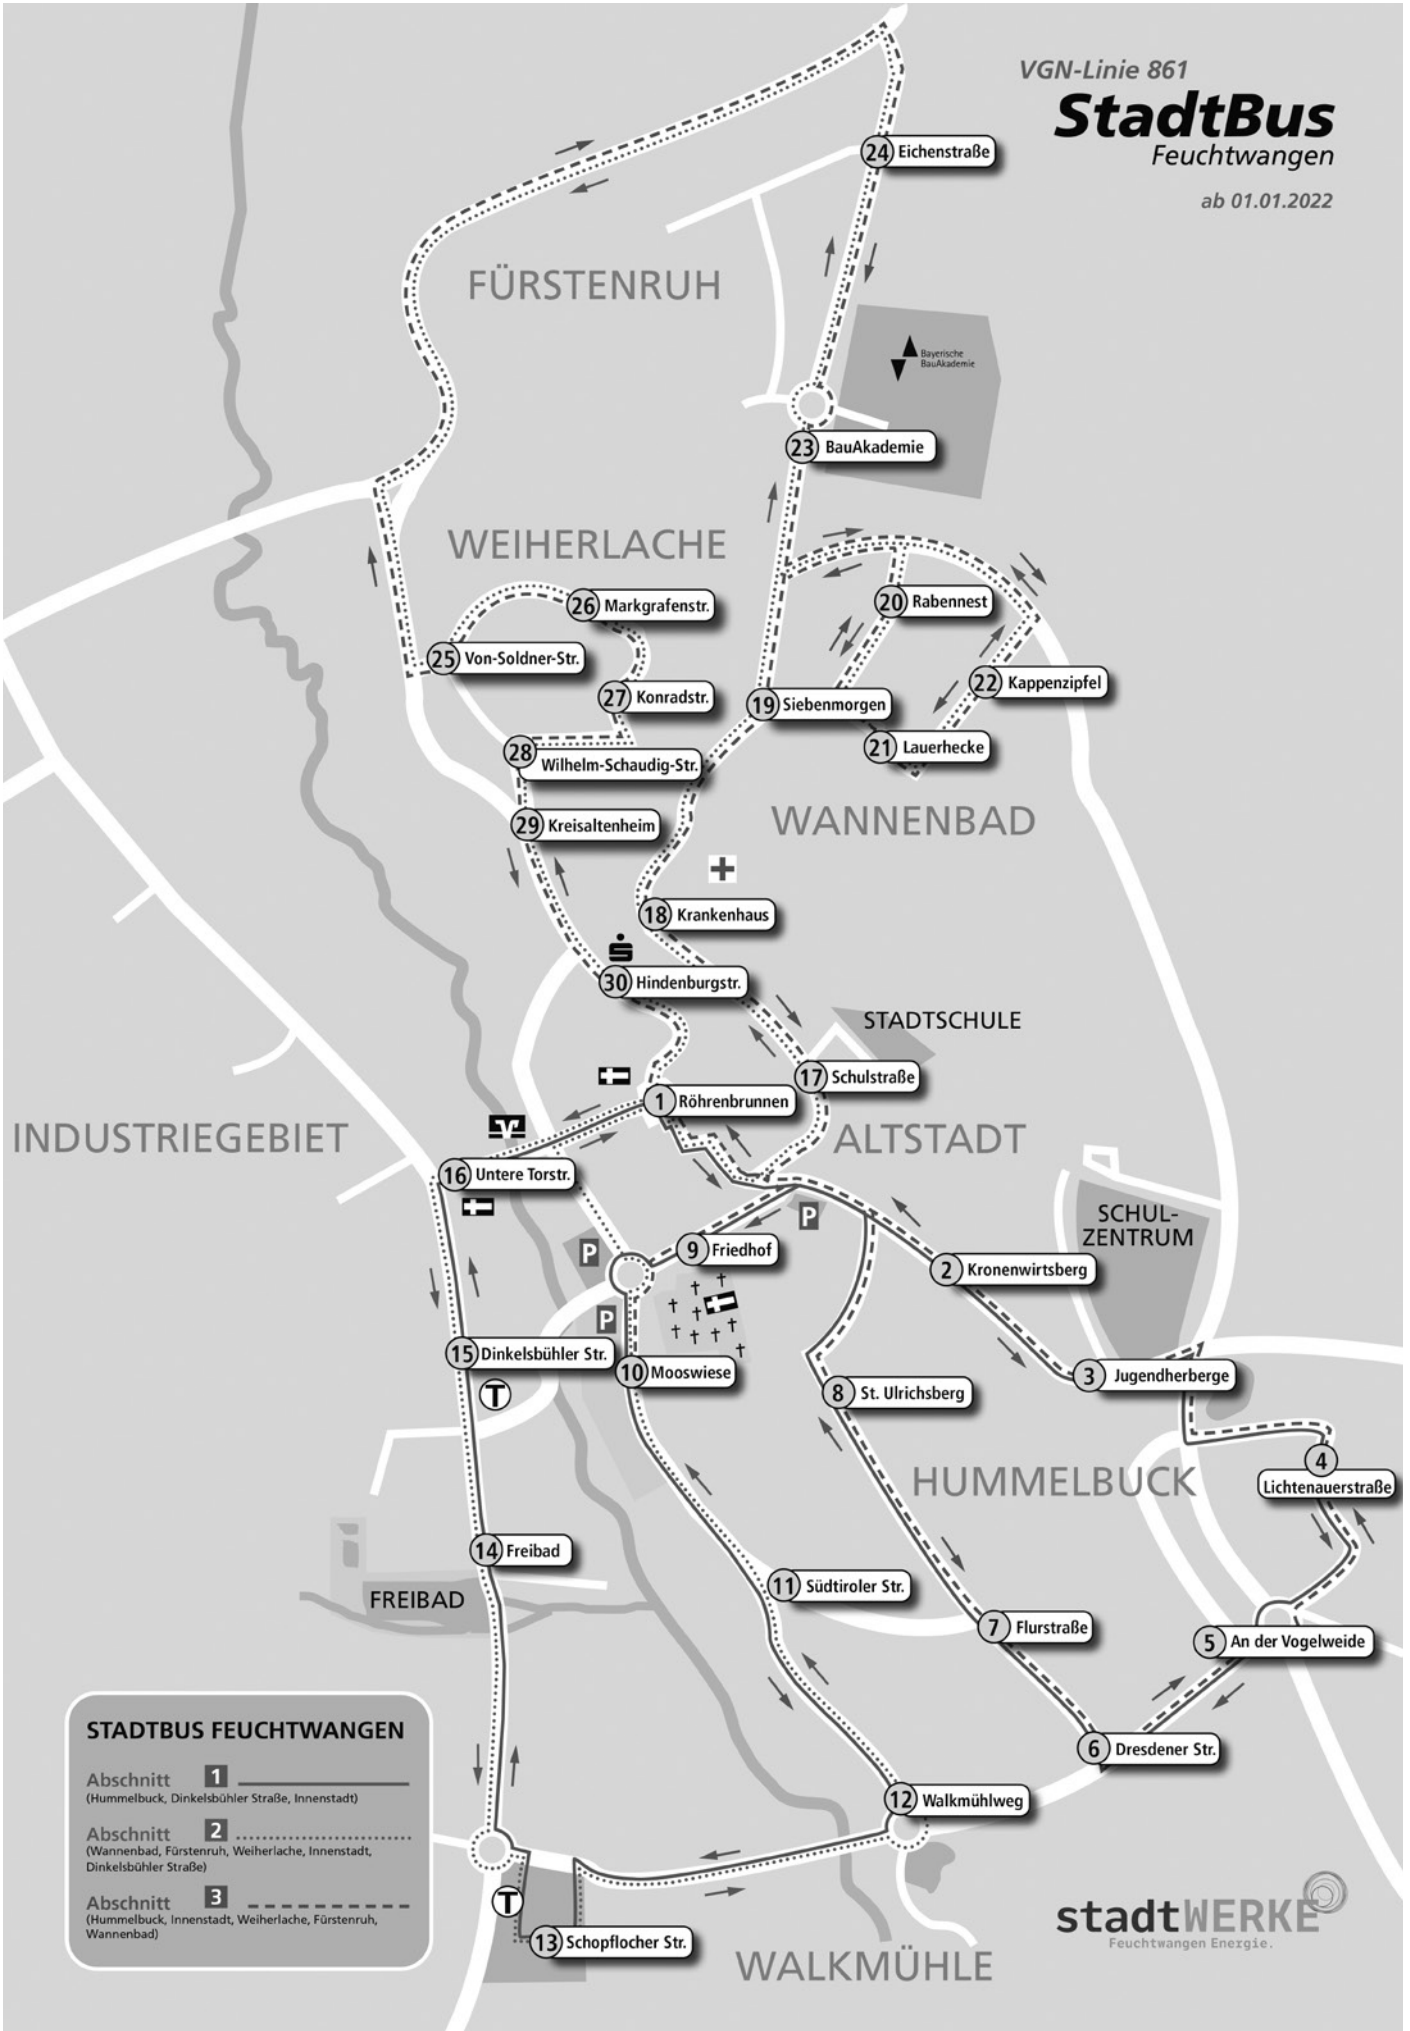 VGN-Linie 861
StadtBus
Feuchtwangen
ab 01.01.2022
24 Eichenstraße
FÜRSTENRUH
Bayerische
BauAkademie
23 BauAkademie
WEIHERLACHE
26 Markgrafenstr.
20 Rabennest
25 Von-Soldner-Str.
27 Konradstr.
22 Kappenzipfel
19 Siebenmorgen
21 Lauerhecke
28 Wilhelm-Schaudig-Str.
29 Kreisaltenheim
WANNENBAD
18 Krankenhaus
30 Hindenburgstr.
STADTSCHULE
17 Schulstraße
1 Röhrenbrunnen
INDUSTRIEGEBIET
ALTSTADT
16 Untere Torstr.
P
SCHUL-
ZENTRUM
9 Friedhof
P
2 Kronenwirtsberg
P
15 Dinkelsbühler Str.
10 Mooswiese
3 Jugendherberge
T
8 St. Ulrichsberg
HUMMELBUCK
4
Lichtenauerstraße
14 Freibad
FREIBAD
11 Südtiroler Str.
7 Flurstraße
5 An der Vogelweide
6 Dresdener Str.
12 Walkmühlweg
T
13 Schopflocher Str.
WALKMÜHLE
STADTBUS FEUCHTWANGEN
Abschnitt 1
(Hummelbuck, Dinkelsbühler Straße, Innenstadt)
Abschnitt 2
(Wannenbad, Fürstenruh, Weiherlache, Innenstadt,
Dinkelsbühler Straße)
Abschnitt 3
(Hummelbuck, Innenstadt, Weiherlache, Fürstenruh,
Wannenbad)
stadtWERKE
Feuchtwangen Energie.